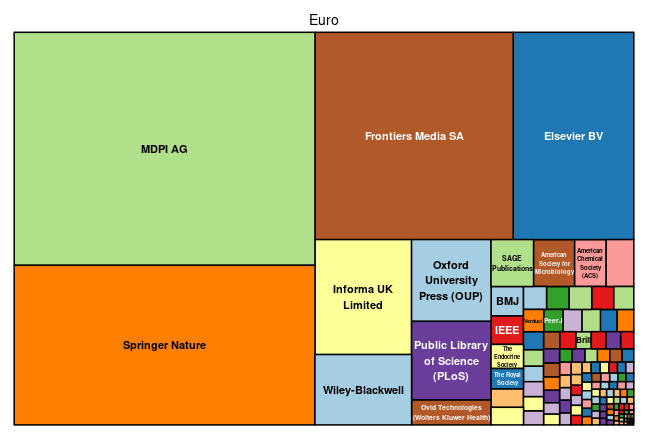 Euro
MDPI AG
Frontiers Media SA
Elsevier BV
Springer Nature
Informa UK
Limited
Wiley-Blackwell
Oxford
University
Press (OUP)
Public Library
of Science
(PLoS)
Ovid Technologies
(Wolters Kluwer Health)
SAGE
Publications
American
Society for
Microbiology
American
Chemical
Society
(ACS)
BMJ
IEEE
The
Endocrine
Society
The Royal
Society
Verduci
PeerJ
Brill